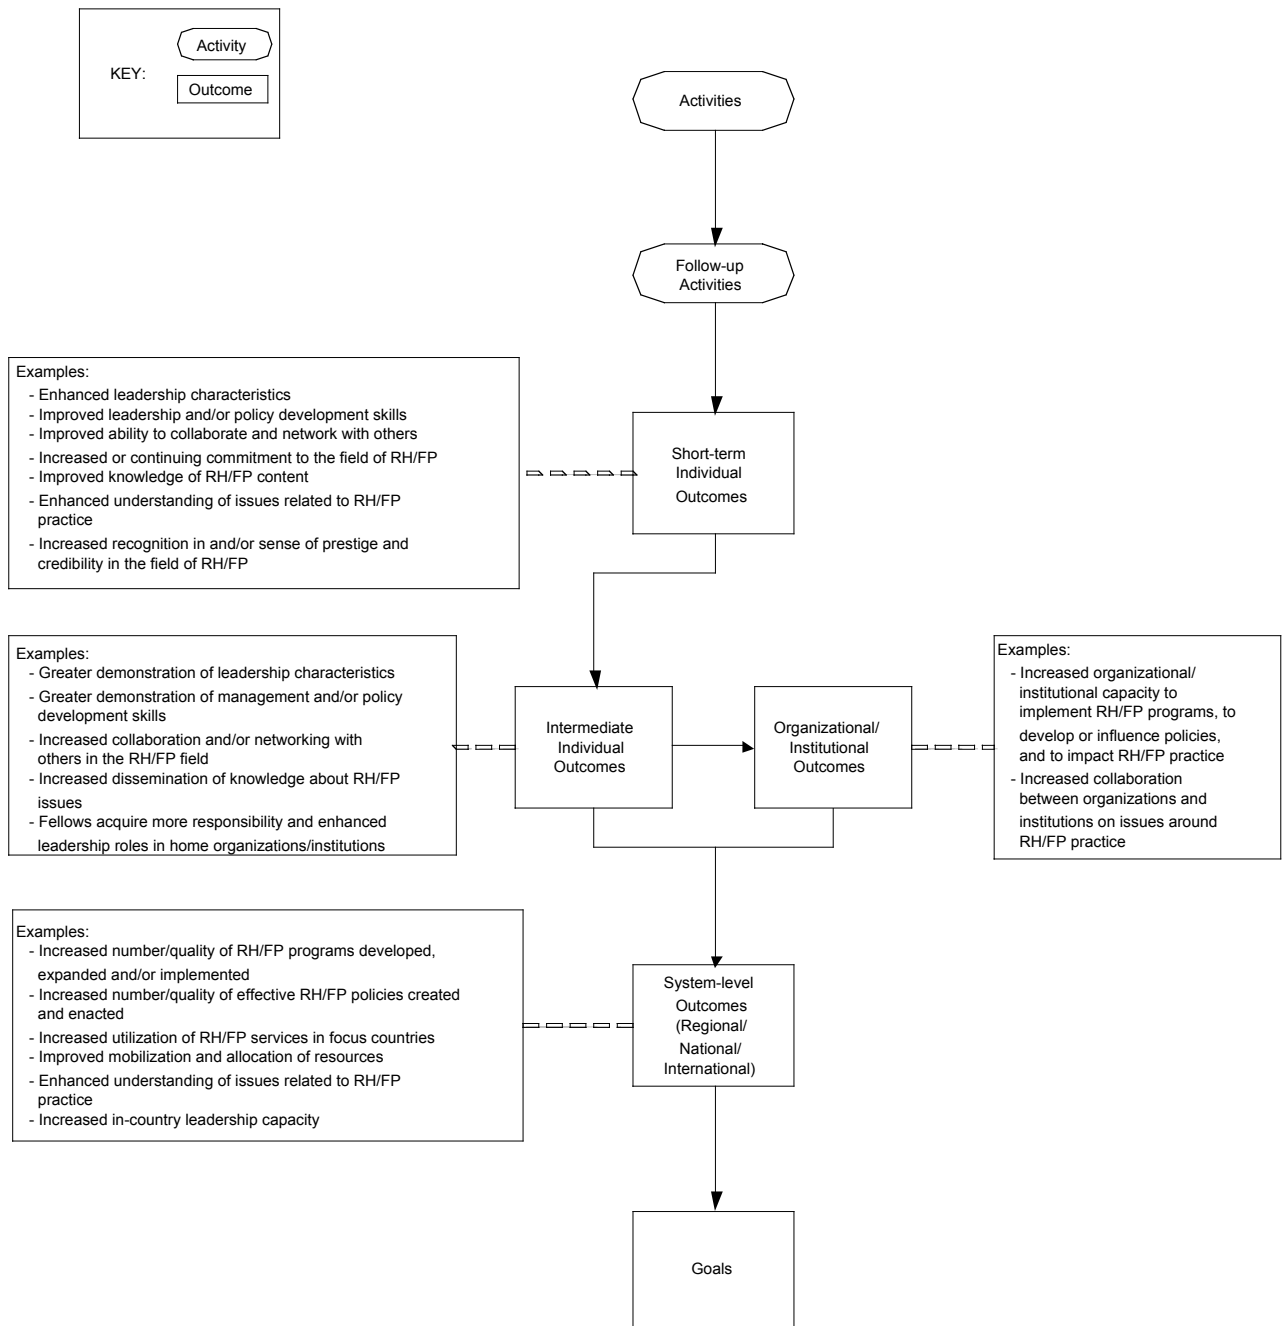 KEY:
Activity
Outcome
Activities
Follow-up
Activities
Examples:
- Enhanced leadership characteristics
- Improved leadership and/or policy development skills
- Improved ability to collaborate and network with others
- Increased or continuing commitment to the field of RH/FP
- Improved knowledge of RH/FP content
- Enhanced understanding of issues related to RH/FP
practice
- Increased recognition in and/or sense of prestige and
credibility in the field of RH/FP
Short-term
Individual
Outcomes
Examples:
- Greater demonstration of leadership characteristics
- Greater demonstration of management and/or policy
development skills
- Increased collaboration and/or networking with
others in the RH/FP field
- Increased dissemination of knowledge about RH/FP
issues
- Fellows acquire more responsibility and enhanced
leadership roles in home organizations/institutions
Intermediate
Individual
Outcomes
Organizational/
Institutional
Outcomes
Examples:
- Increased organizational/
institutional capacity to
implement RH/FP programs, to
develop or influence policies,
and to impact RH/FP practice
- Increased collaboration
between organizations and
institutions on issues around
RH/FP practice
Examples:
- Increased number/quality of RH/FP programs developed,
expanded and/or implemented
- Increased number/quality of effective RH/FP policies created
and enacted
- Increased utilization of RH/FP services in focus countries
- Improved mobilization and allocation of resources
- Enhanced understanding of issues related to RH/FP
practice
- Increased in-country leadership capacity
System-level
Outcomes
(Regional/
National/
International)
Goals